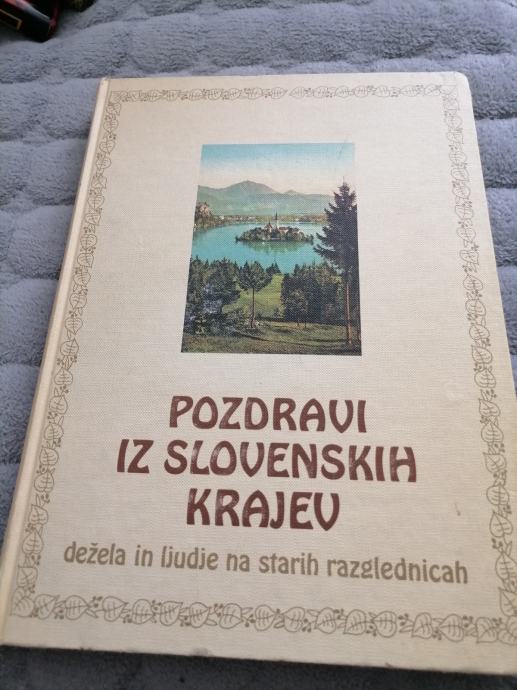 POZDRAVI
IZ SLOVENSKIH
KRAJEV
dežela in ljudje na starih razglednicah